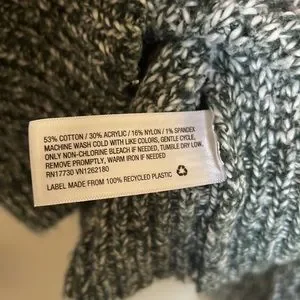 53% COTTON / 30% ACRYLIC / 16% NYLON / 1% SPANDEX
MACHINE WASH COLD WITH LIKE COLORS, GENTLE CYCLE,
ONLY NON-CHLORINE BLEACH IF NEEDED, TUMBLE DRY LOW,
REMOVE PROMPTLY, WARM IRON IF NEEDED
RN17730 VN1262180
LABEL MADE FROM 100% RECYCLED PLASTIC